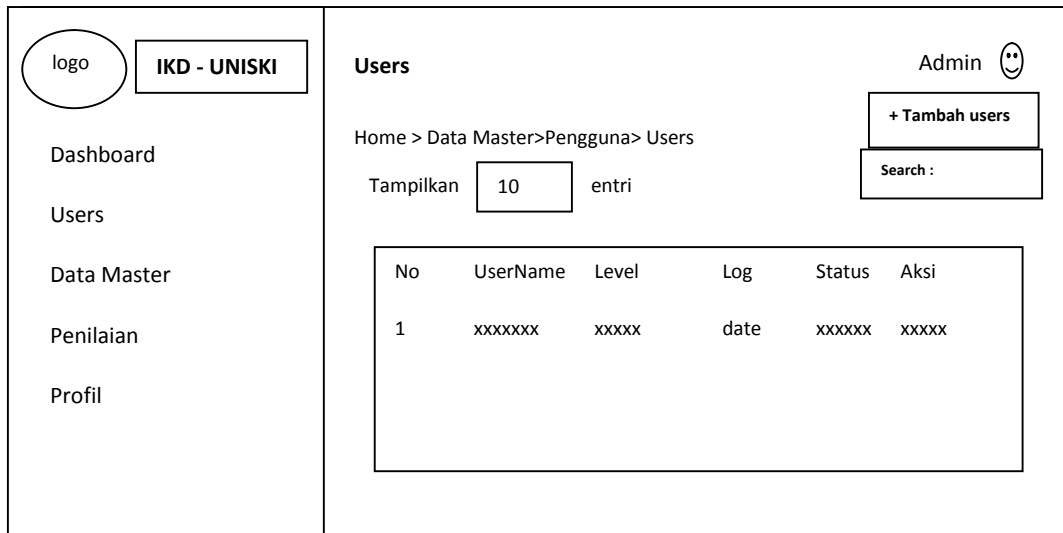 logo
IKD - UNISKI
Dashboard
Users
Data Master
Penilaian
Profil
Users
Admin
+ Tambah users
Home > Data Master>Pengguna> Users
Search :
Tampilkan 10 entri
No UserName Level Log Status Aksi
1 xxxxxxx xxxxx date xxxxxx xxxxx